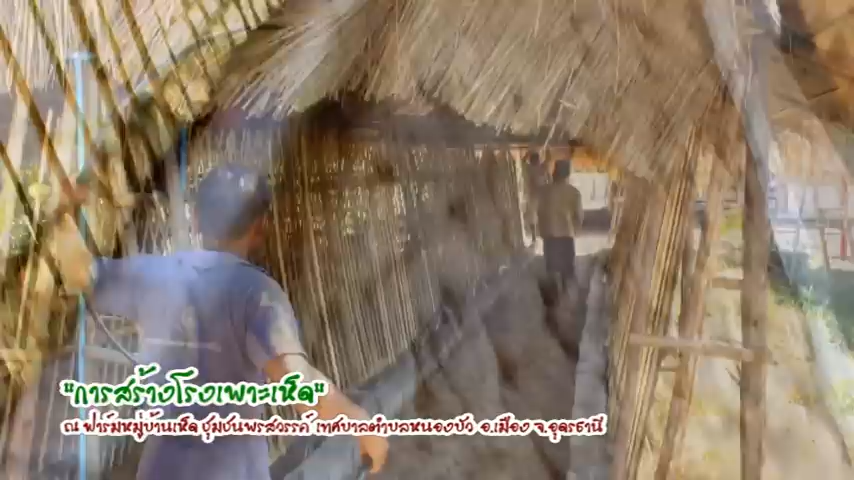 "การสร้างโรงเพาะเห็ด"
ณ ฟาร์มหมู่บ้านเห็ด ชุมชนพรสวรรค์ เทศบาลตำบลหนองบัว อ.เมือง จ.อุดรธานี